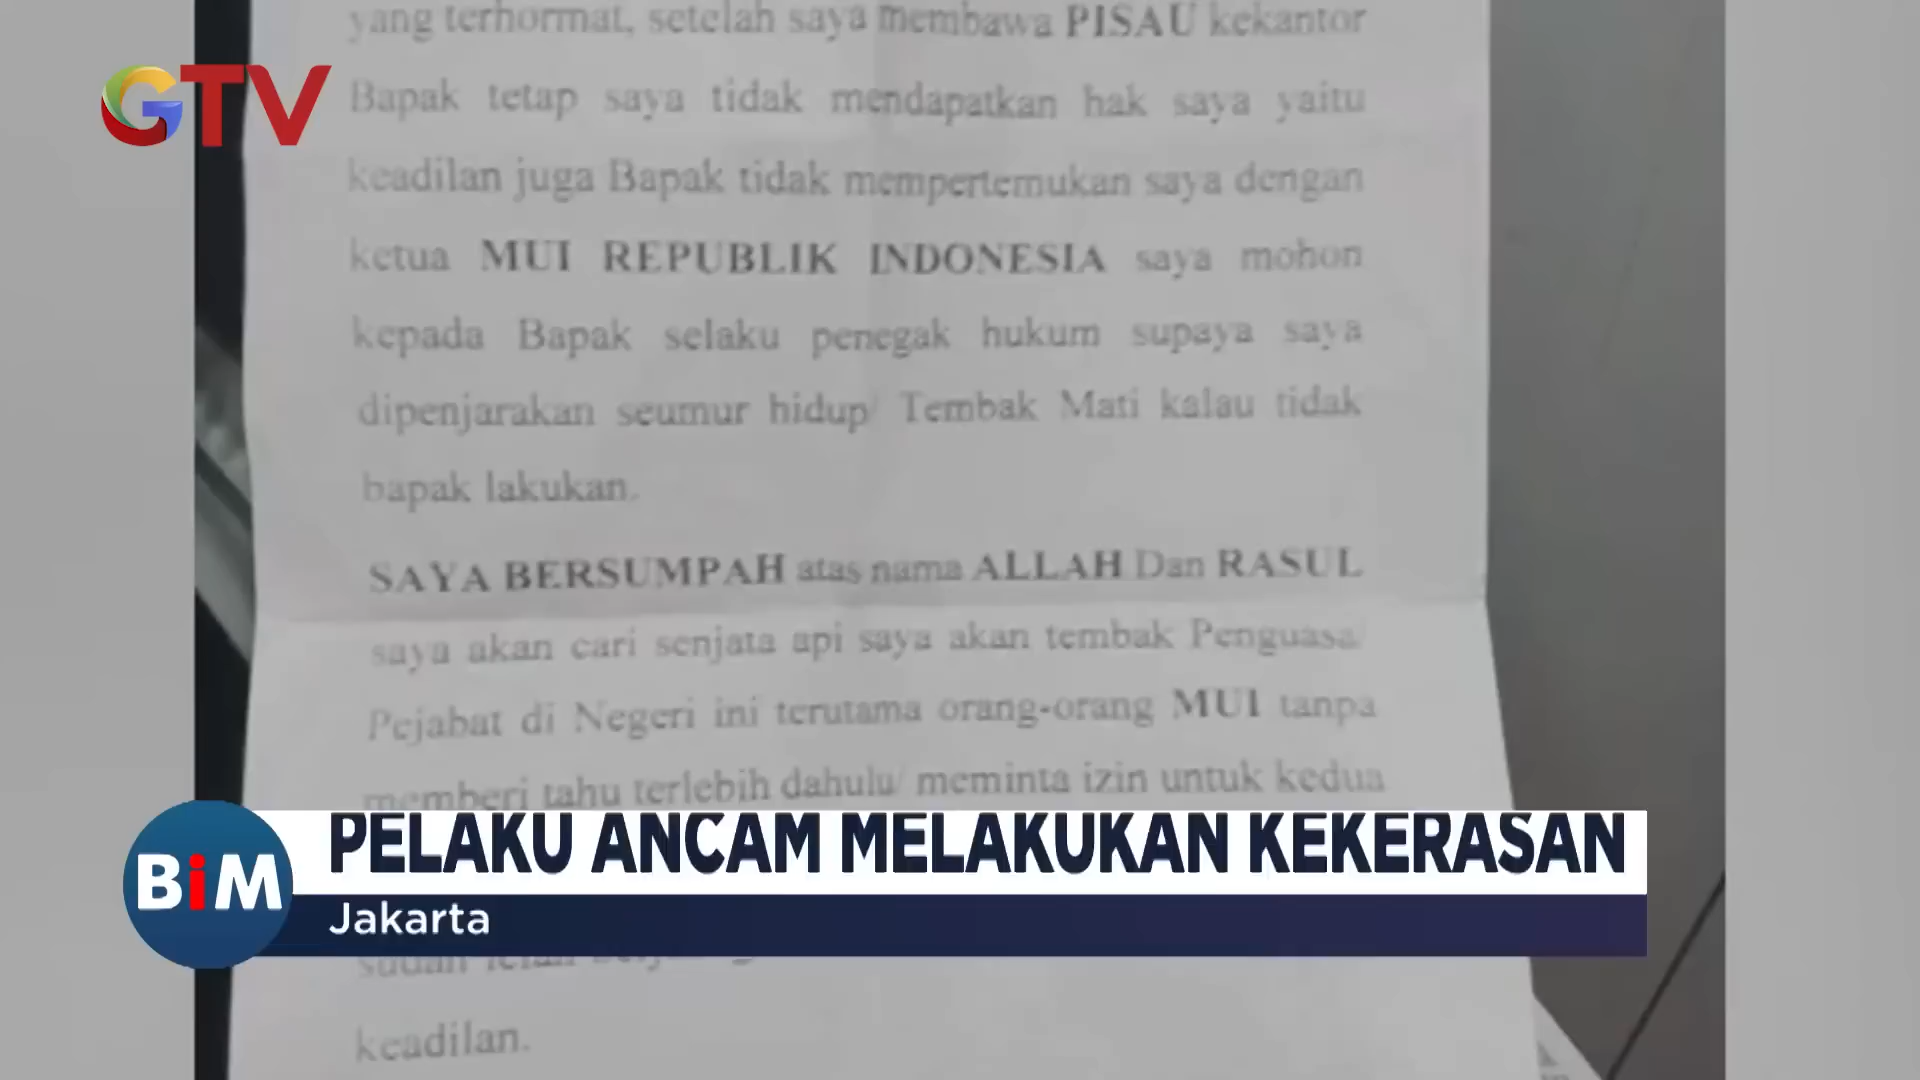 yang terhormat, setelah saya membawa PISAU kekantor
GTV
Bapak tetap saya tidak mendapatkan hak saya yaitu
keadilan juga Bapak tidak mempertemukan saya dengan
ketua MUI REPUBLIK INDONESIA saya mohon
kepada Bapak selaku penegak hukum supaya saya
dipenjarakan seumur hidup/ Tembak Mati kalau tidak
bapak lakukan.
SAYA BERSUMPAH atas nama ALLAH Dan RASUL
saya akan cari senjata api saya akan tembak Penguasa/
Pejabat di Negeri ini terutama orang-orang MUI tanpa
memberi tahu terlebih dahulu/ meminta izin untuk kedua
BiM
PELAKU ANCAM MELAKUKAN KEKERASAN
Jakarta
sudah telah
keadilan.